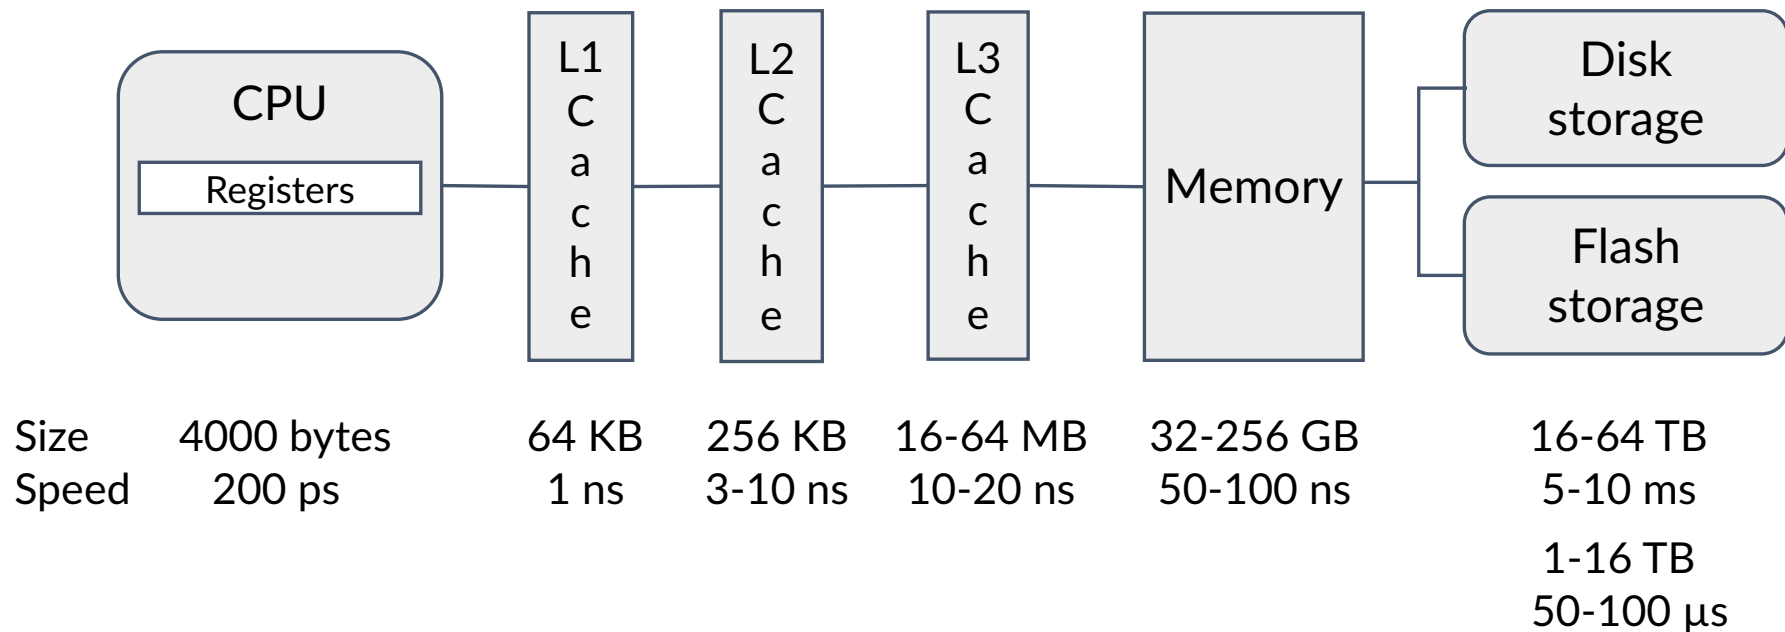 CPU
Registers
L1
C
a
c
h
e
L2
C
a
c
h
e
L3
C
a
c
h
e
Memory
Disk
storage
Flash
storage
Size 4000 bytes 64 KB 256 KB 16-64 MB 32-256 GB 16-64 TB
Speed 200 ps 1 ns 3-10 ns 10-20 ns 50-100 ns 5-10 ms
1-16 TB
50-100 μs